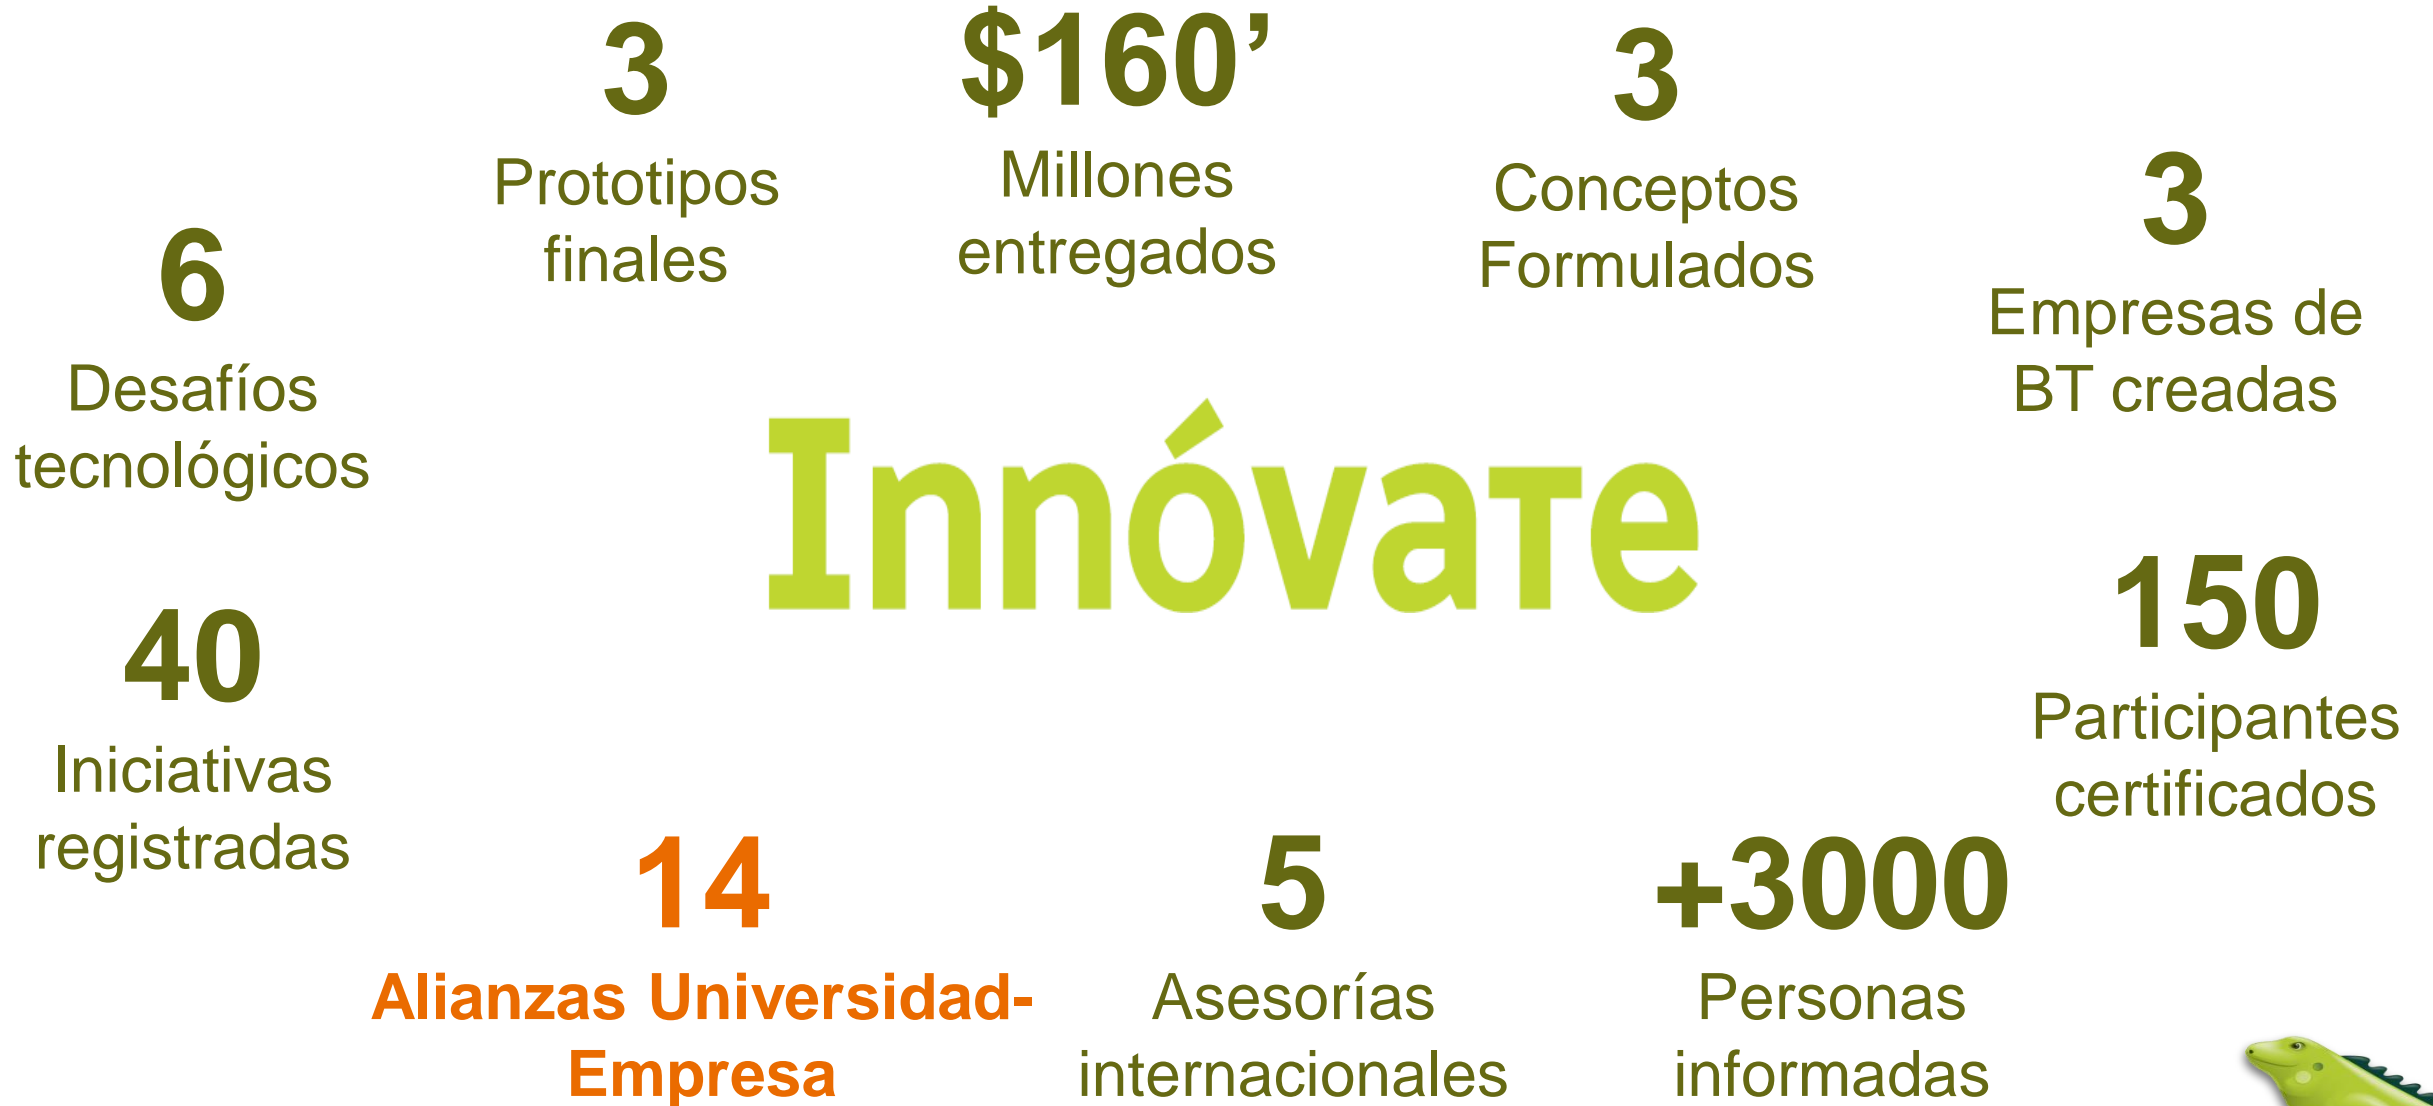 3
Prototipos
finales
$160’
Millones
entregados
3
Conceptos
Formulados
3
Empresas de
BT creadas
6
Desafíos
tecnológicos
InnóvaTe
40
Iniciativas
registradas
150
Participantes
certificados
14
Alianzas Universidad-
Empresa
5
Asesorías
internacionales
+3000
Personas
informadas